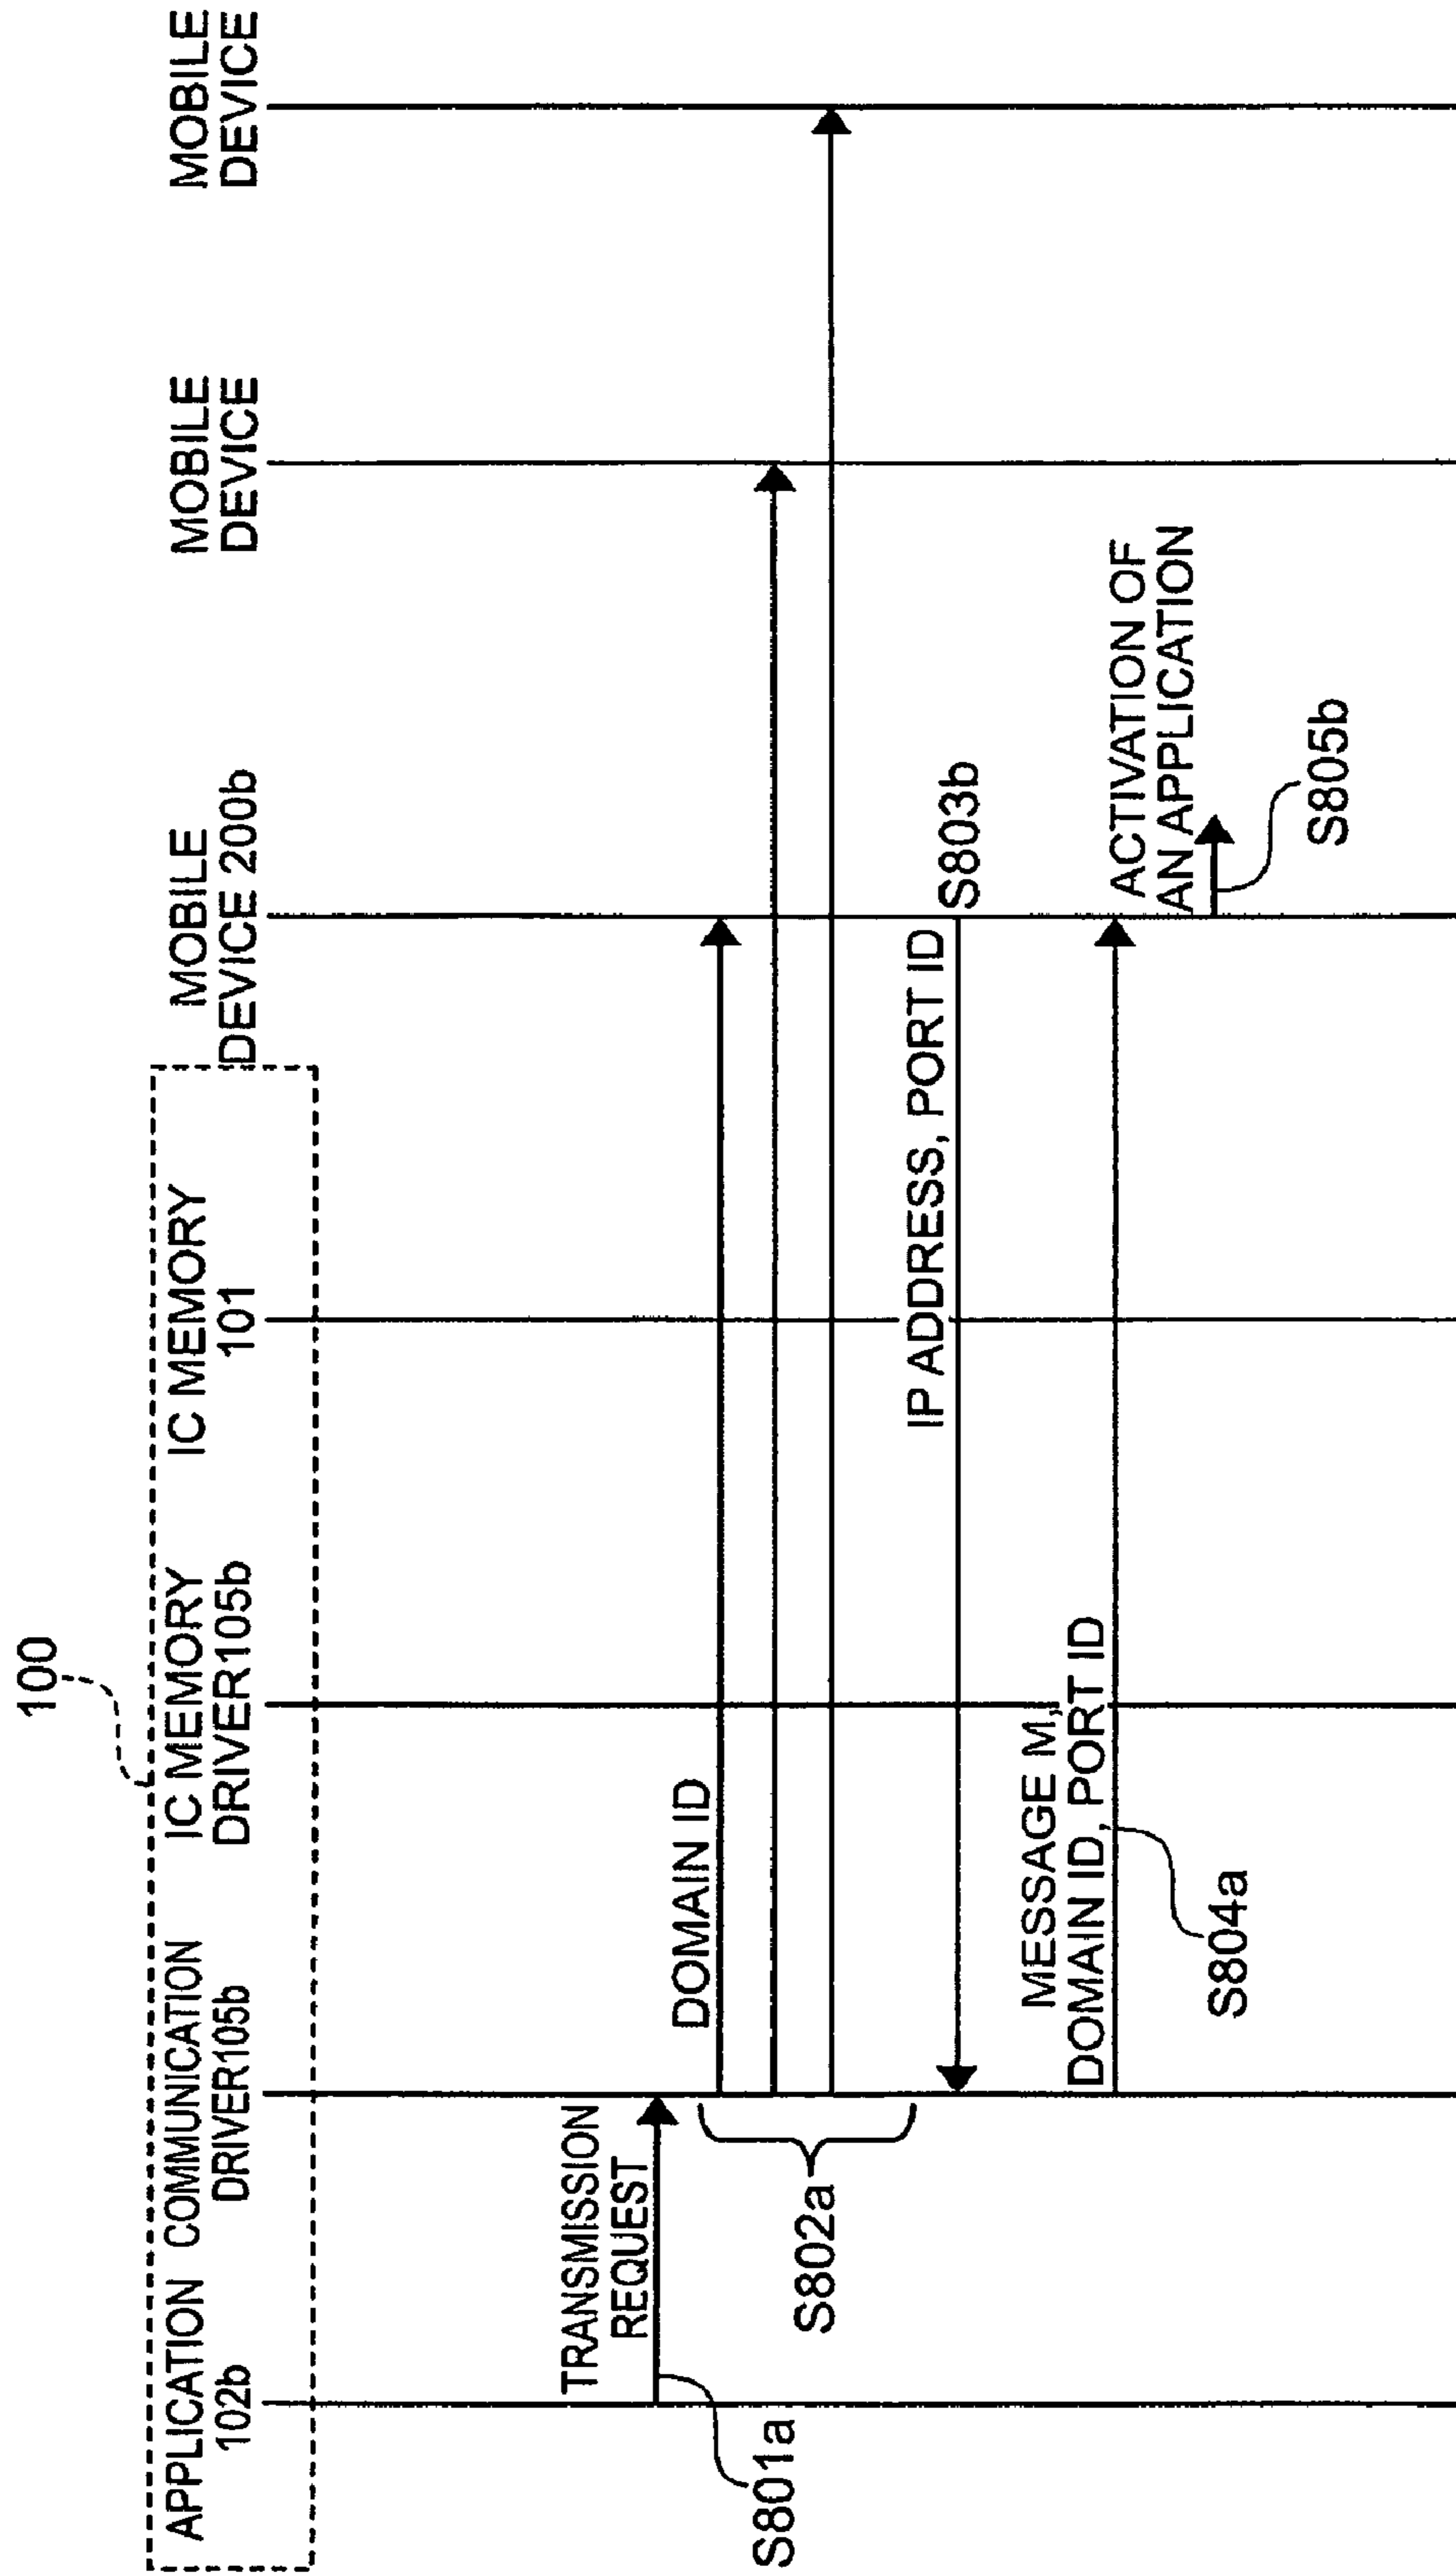 100
APPLICATION
102b
COMMUNICATION
DRIVER105b
IC MEMORY
DRIVER105b
IC MEMORY
101
MOBILE
DEVICE 200b
MOBILE
DEVICE
MOBILE
DEVICE
TRANSMISSION
REQUEST
S801a
DOMAIN ID
S802a
IP ADDRESS, PORT ID
S803b
MESSAGE M,
DOMAIN ID, PORT ID
S804a
ACTIVATION OF
AN APPLICATION
S805b